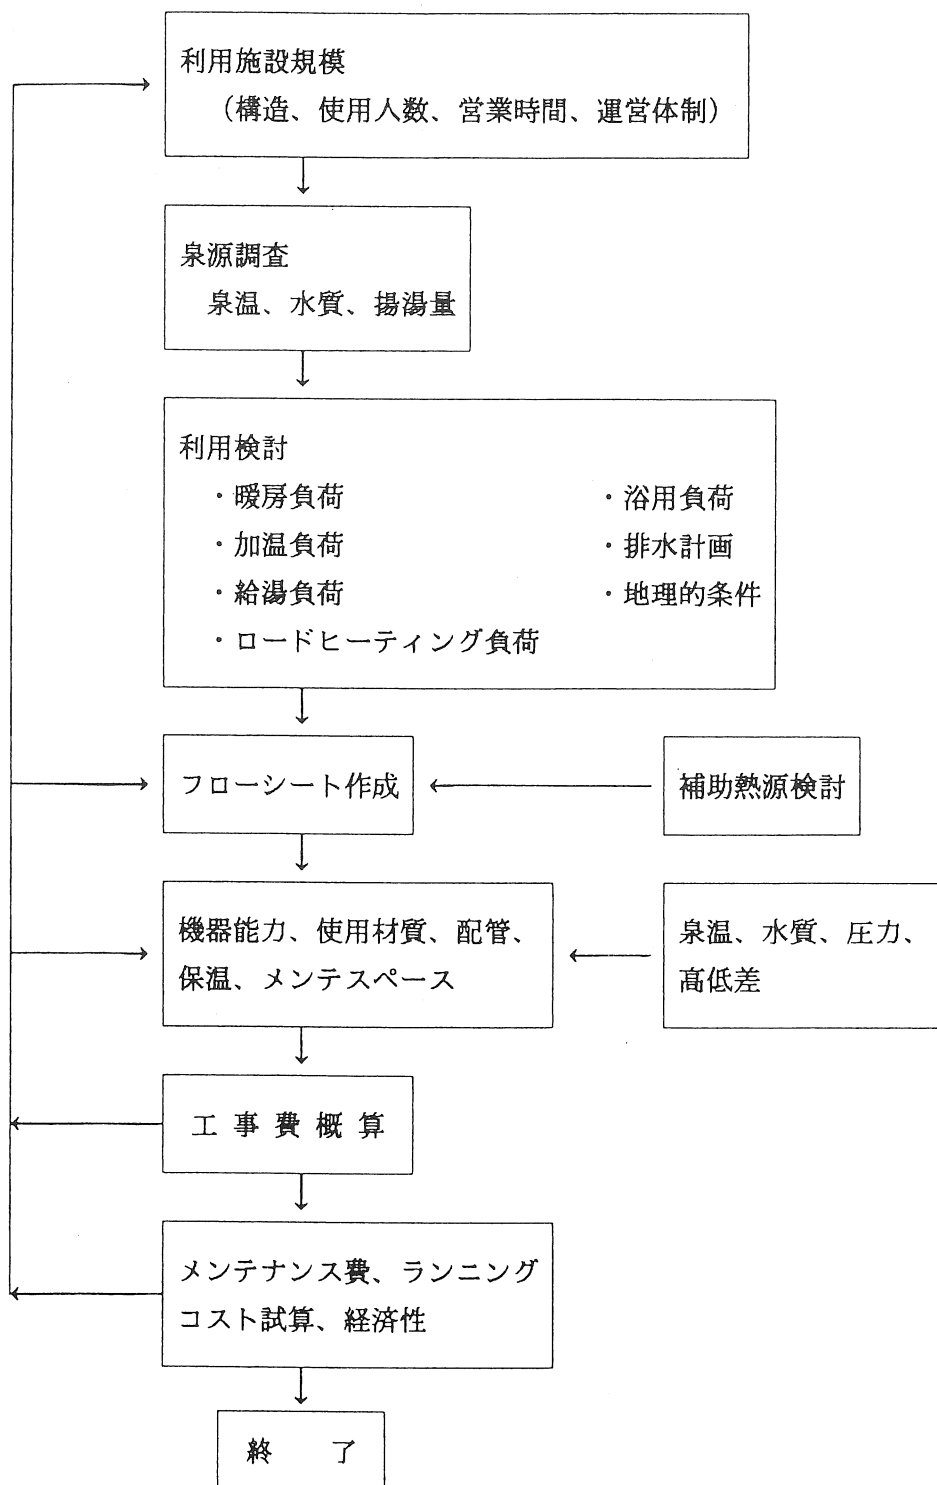 利用施設規模
（構造、使用人数、営業時間、運営体制）
泉源調査
泉温、水質、揚湯量
利用検討
・暖房負荷
・浴用負荷
・加温負荷
・排水計画
・給湯負荷
・地理的条件
・ロードヒーティング負荷
フローシート作成
補助熱源検討
機器能力、使用材質、配管、
保温、メンテスペース
泉温、水質、圧力、
高低差
工事費概算
メンテナンス費、ランニング
コスト試算、経済性
終　　了